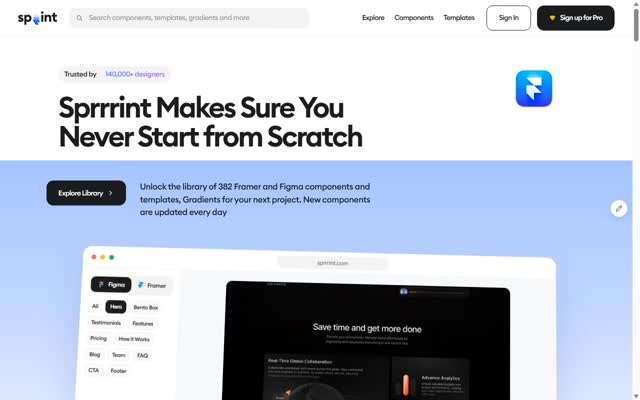 sprrrint
Search components, templates, gradients and more
Explore
Components
Templates
Sign In
Sign up for Pro
Trusted by 140,000+ designers
Sprrrint Makes Sure You
Never Start from Scratch
Explore Library
Unlock the library of 382 Framer and Figma components and
templates, Gradients for your next project. New components
are updated every day
sprrrint.com
Figma
Framer
All
Hero
Bento Box
Testimonials
Features
Pricing
How it Works
Blog
Team
FAQ
CTA
Footer
Save time and get more done
Real-Time Global Collaboration
Advance Analytics